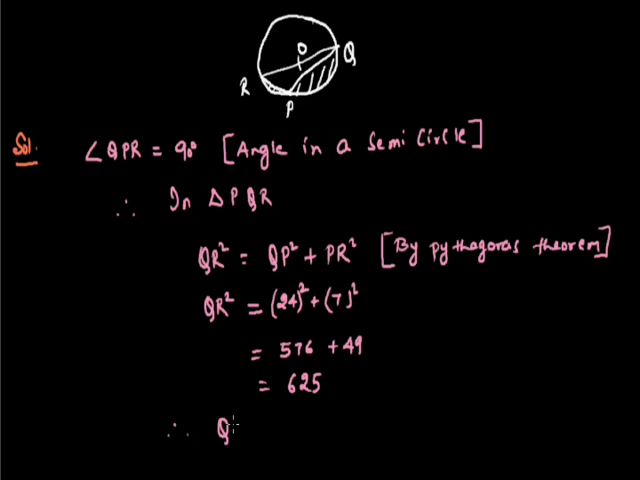 O
Q
R
P
Sol. ∠QPR = 90° [Angle in a Semi Circle]
∴ In △PQR
QR² = QP² + PR² [By pythagoras theorem]
QR² = (24)² + (7)²
= 576 + 49
= 625
∴ Q